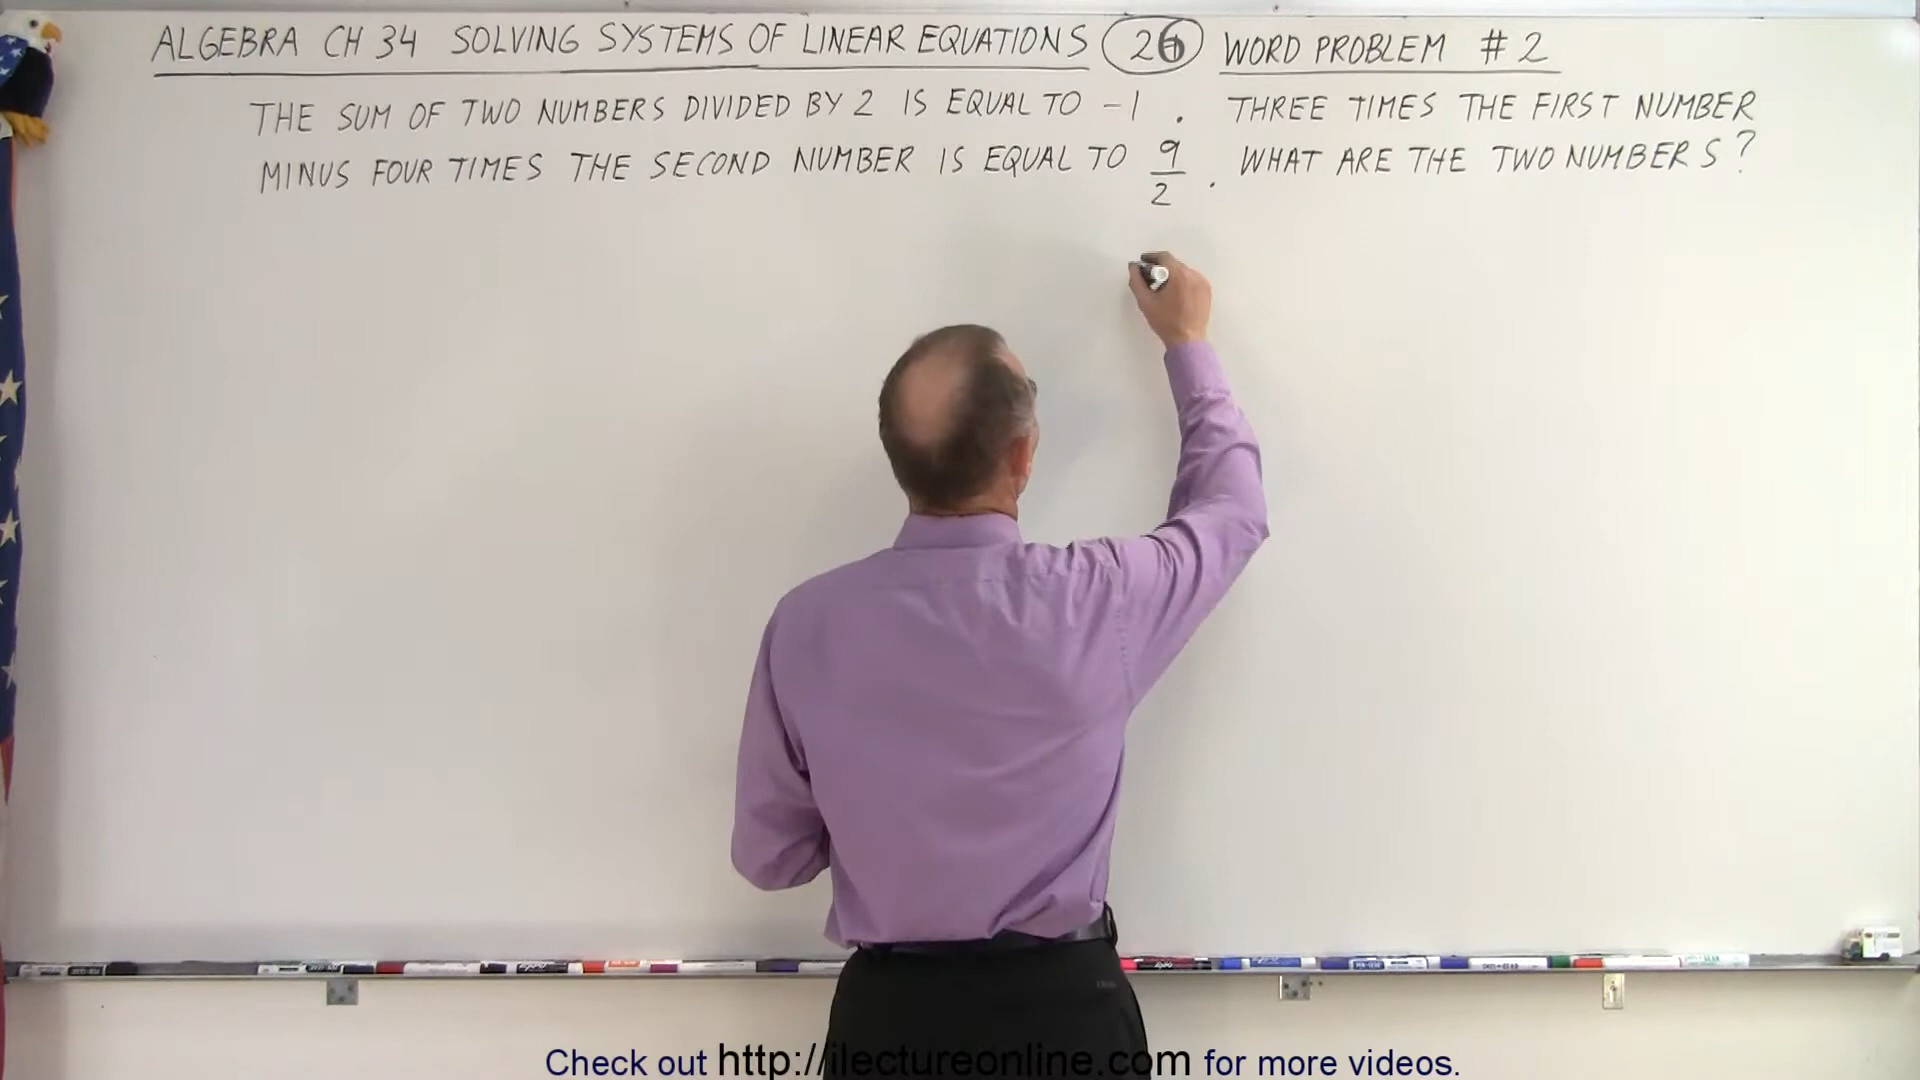 ALGEBRA CH 34 SOLVING SYSTEMS OF LINEAR EQUATIONS 26 WORD PROBLEM # 2
THE SUM OF TWO NUMBERS DIVIDED BY 2 IS EQUAL TO -1 . THREE TIMES THE FIRST NUMBER
MINUS FOUR TIMES THE SECOND NUMBER IS EQUAL TO 9/2 . WHAT ARE THE TWO NUMBERS?
Check out http://ilectureonline.com for more videos.